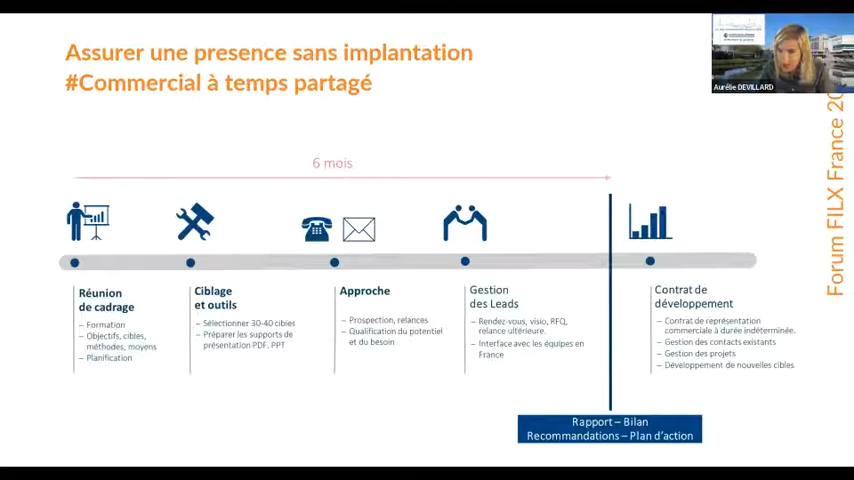 Assurer une presence sans implantation
#Commercial à temps partagé
Aurélie DEVILLARD
Forum FILX France 20
6 mois
Réunion
de cadrage
– Formation
– Objectifs, cibles,
méthodes, moyens
– Planification
Ciblage
et outils
– Sélectionner 30-40 cibles
– Préparer les supports de
présentation PDF, PPT
Approche
– Prospection, relances
– Qualification du potentiel
et du besoin
Gestion
des Leads
– Rendez-vous, visio, RFQ,
relance ultérieure.
– Interface avec les équipes en
France
Contrat de
développement
– Contrat de représentation
commerciale à durée indéterminée.
– Gestion des contacts existants
– Gestion des projets
– Développement de nouvelles cibles
Rapport – Bilan
Recommandations – Plan d'action